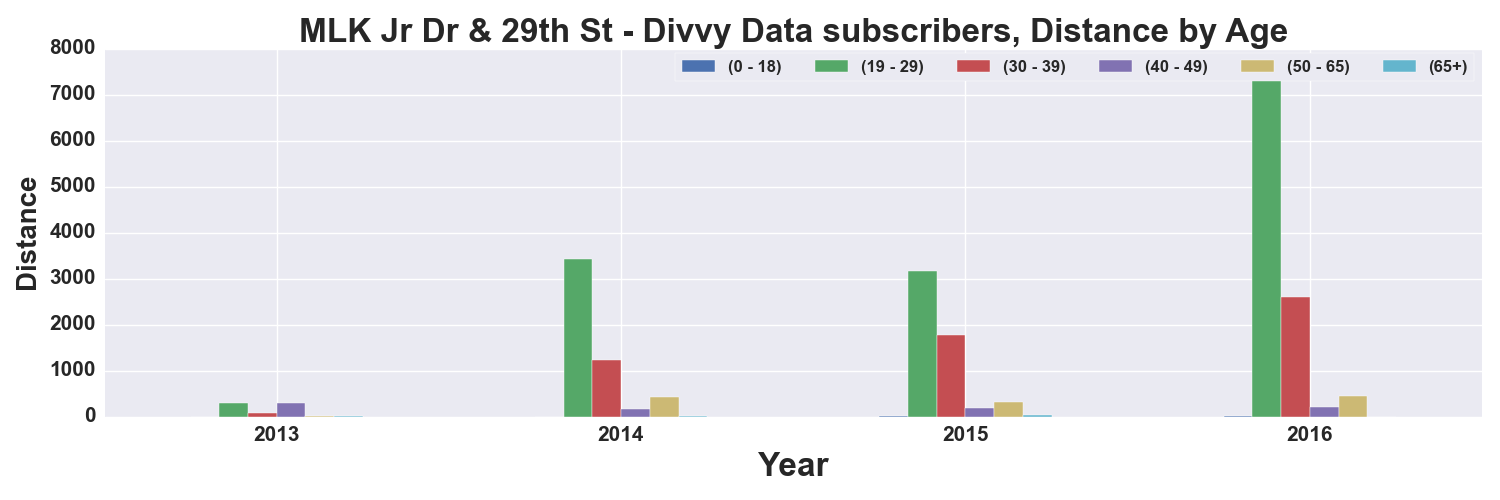 MLK Jr Dr & 29th St - Divvy Data subscribers, Distance by Age
(0 - 18) (19 - 29) (30 - 39) (40 - 49) (50 - 65) (65+)
8000
7000
6000
5000
4000
3000
2000
1000
0
Distance
2013 2014 2015 2016
Year